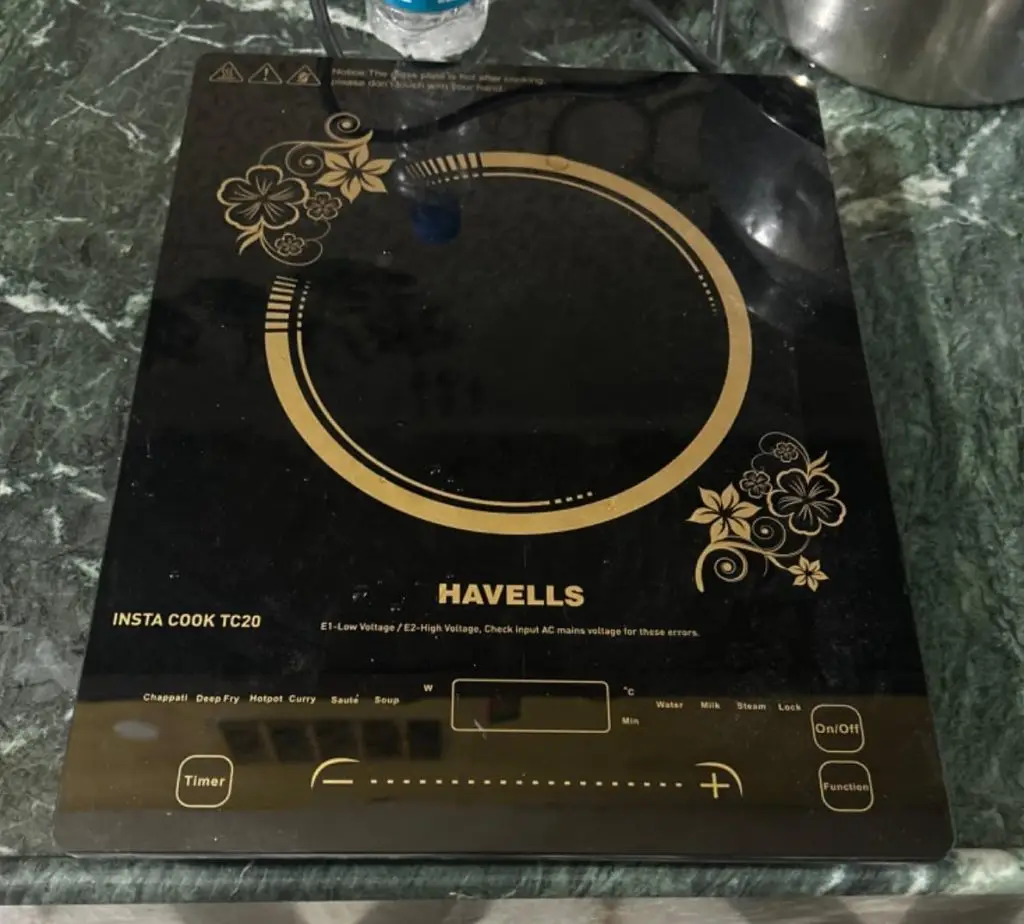 Notice: The glass plate is hot after cooking,
please don't touch with your hand.
HAVELLS
INSTA COOK TC20
E1-Low Voltage / E2-High Voltage, Check input AC mains voltage for these errors.
Chappati Deep Fry Hotpot Curry Sauté Soup W °C Water Milk Steam Lock
Min
On/Off
Timer − + Function